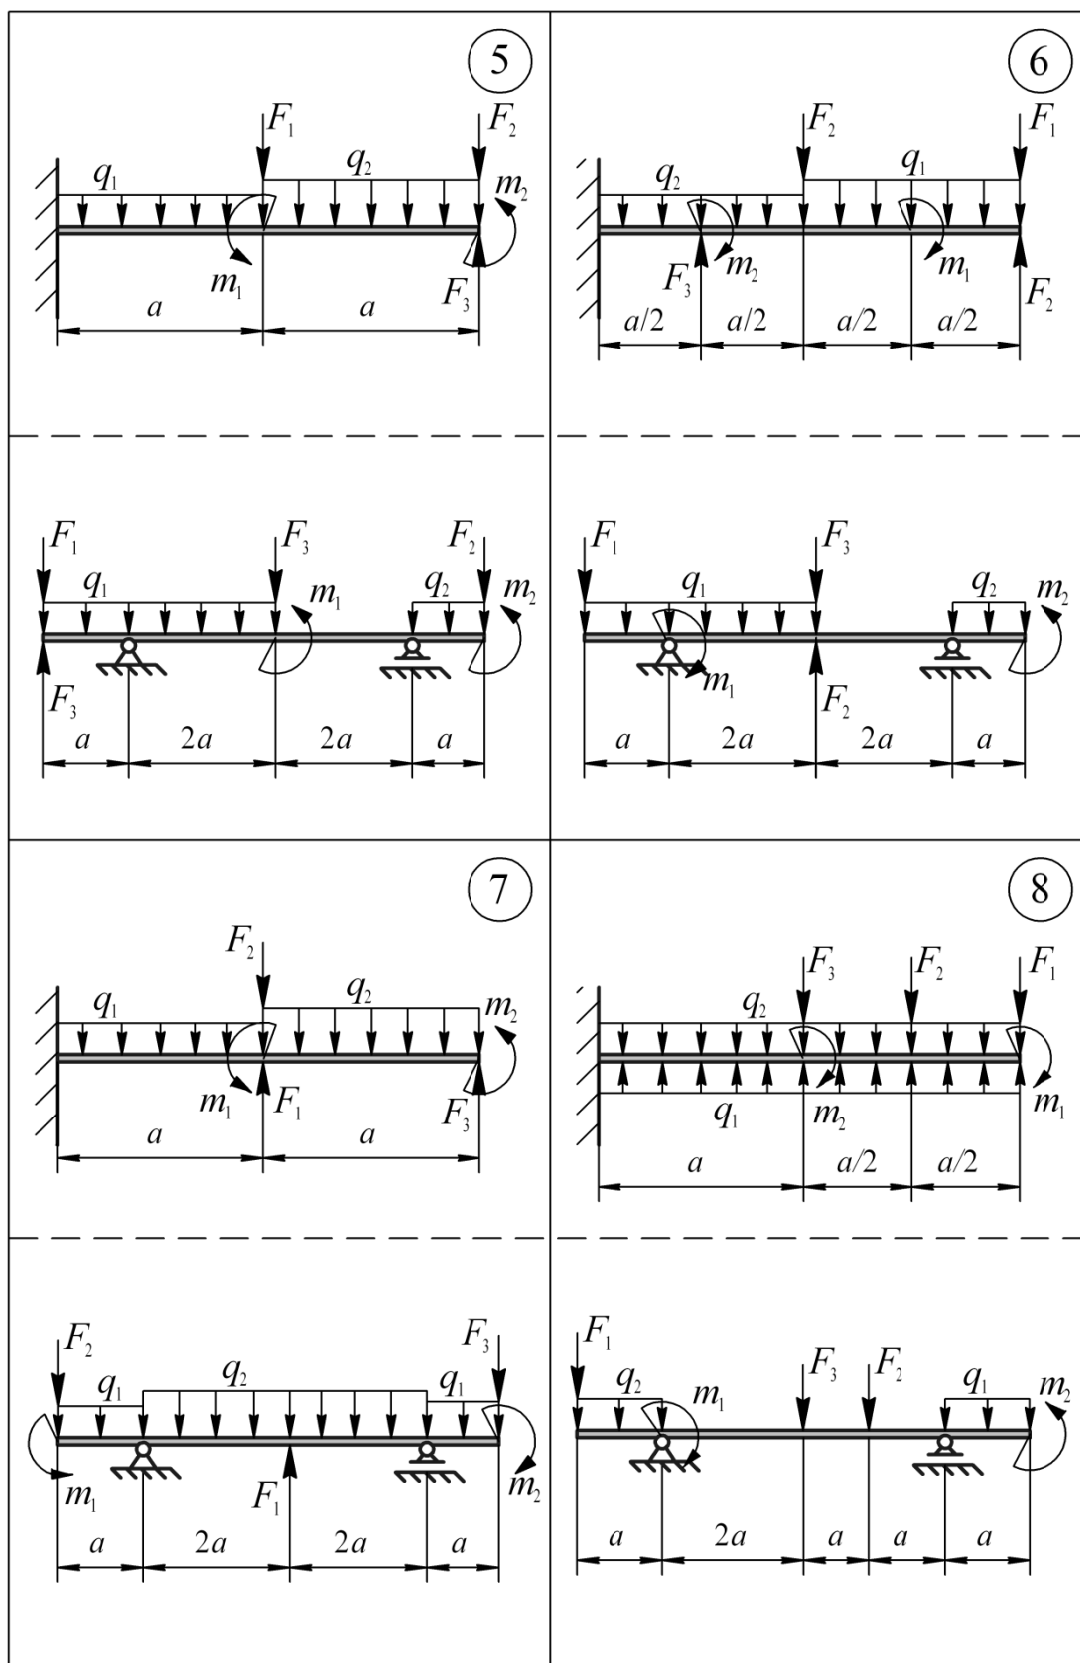 5
F₁ F₂
q₁ q₂ m₂
m₁ F₃
a a
F₁ F₃ F₂
q₁ m₁ q₂ m₂
F₃
a 2a 2a a
6
F₂ F₁
q₂ q₁
F₃ m₂ m₁ F₂
a/2 a/2 a/2 a/2
F₁ F₃
q₁ q₂ m₂
m₁ F₂
a 2a 2a a
7
F₂
q₁ q₂ m₂
m₁ F₁ F₃
a a
F₂ F₃
q₁ q₂ q₁
m₁ F₁ m₂
a 2a 2a a
8
F₃ F₂ F₁
q₂
q₁ m₂ m₁
a a/2 a/2
F₁ F₃ F₂
q₂ m₁ q₁ m₂
a 2a a a a